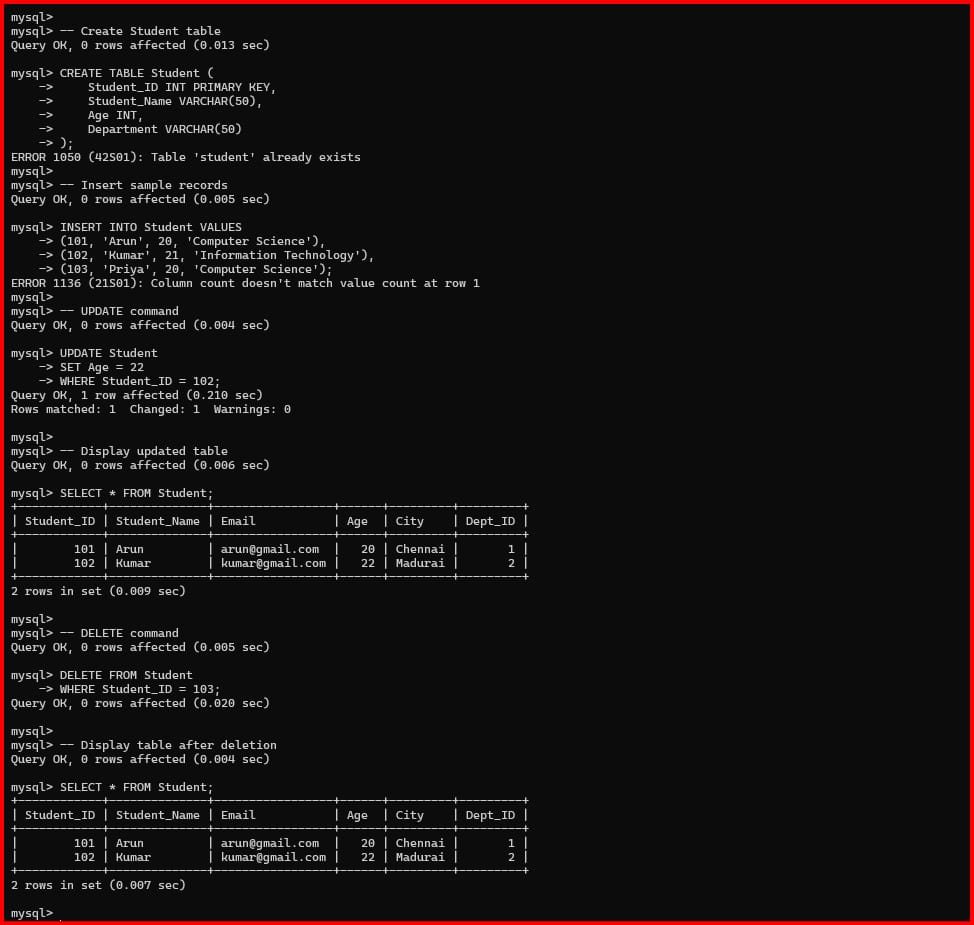 mysql>
mysql> -- Create Student table
Query OK, 0 rows affected (0.013 sec)
mysql> CREATE TABLE Student (
    ->     Student_ID INT PRIMARY KEY,
    ->     Student_Name VARCHAR(50),
    ->     Age INT,
    ->     Department VARCHAR(50)
    -> );
ERROR 1050 (42S01): Table 'student' already exists
mysql>
mysql> -- Insert sample records
Query OK, 0 rows affected (0.005 sec)
mysql> INSERT INTO Student VALUES
    -> (101, 'Arun', 20, 'Computer Science'),
    -> (102, 'Kumar', 21, 'Information Technology'),
    -> (103, 'Priya', 20, 'Computer Science');
ERROR 1136 (21S01): Column count doesn't match value count at row 1
mysql>
mysql> -- UPDATE command
Query OK, 0 rows affected (0.004 sec)
mysql> UPDATE Student
    -> SET Age = 22
    -> WHERE Student_ID = 102;
Query OK, 1 row affected (0.210 sec)
Rows matched: 1  Changed: 1  Warnings: 0
mysql>
mysql> -- Display updated table
Query OK, 0 rows affected (0.006 sec)
mysql> SELECT * FROM Student;
+------------+--------------+------------------+------+---------+---------+
| Student_ID | Student_Name | Email            | Age  | City    | Dept_ID |
+------------+--------------+------------------+------+---------+---------+
|        101 | Arun         | arun@gmail.com   |   20 | Chennai |       1 |
|        102 | Kumar        | kumar@gmail.com  |   22 | Madurai |       2 |
+------------+--------------+------------------+------+---------+---------+
2 rows in set (0.009 sec)
mysql>
mysql> -- DELETE command
Query OK, 0 rows affected (0.005 sec)
mysql> DELETE FROM Student
    -> WHERE Student_ID = 103;
Query OK, 0 rows affected (0.020 sec)
mysql>
mysql> -- Display table after deletion
Query OK, 0 rows affected (0.004 sec)
mysql> SELECT * FROM Student;
+------------+--------------+------------------+------+---------+---------+
| Student_ID | Student_Name | Email            | Age  | City    | Dept_ID |
+------------+--------------+------------------+------+---------+---------+
|        101 | Arun         | arun@gmail.com   |   20 | Chennai |       1 |
|        102 | Kumar        | kumar@gmail.com  |   22 | Madurai |       2 |
+------------+--------------+------------------+------+---------+---------+
2 rows in set (0.007 sec)
mysql>